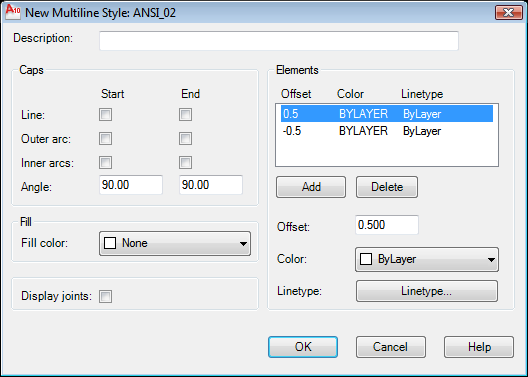 A10
New Multiline Style: ANSI_02
Description:
Caps
Start End
Line:
Outer arc:
Inner arcs:
Angle: 90.00 90.00
Fill
Fill color: None
Display joints:
Elements
Offset Color Linetype
0.5 BYLAYER ByLayer
-0.5 BYLAYER ByLayer
Add Delete
Offset: 0.500
Color: ByLayer
Linetype: Linetype...
OK Cancel Help